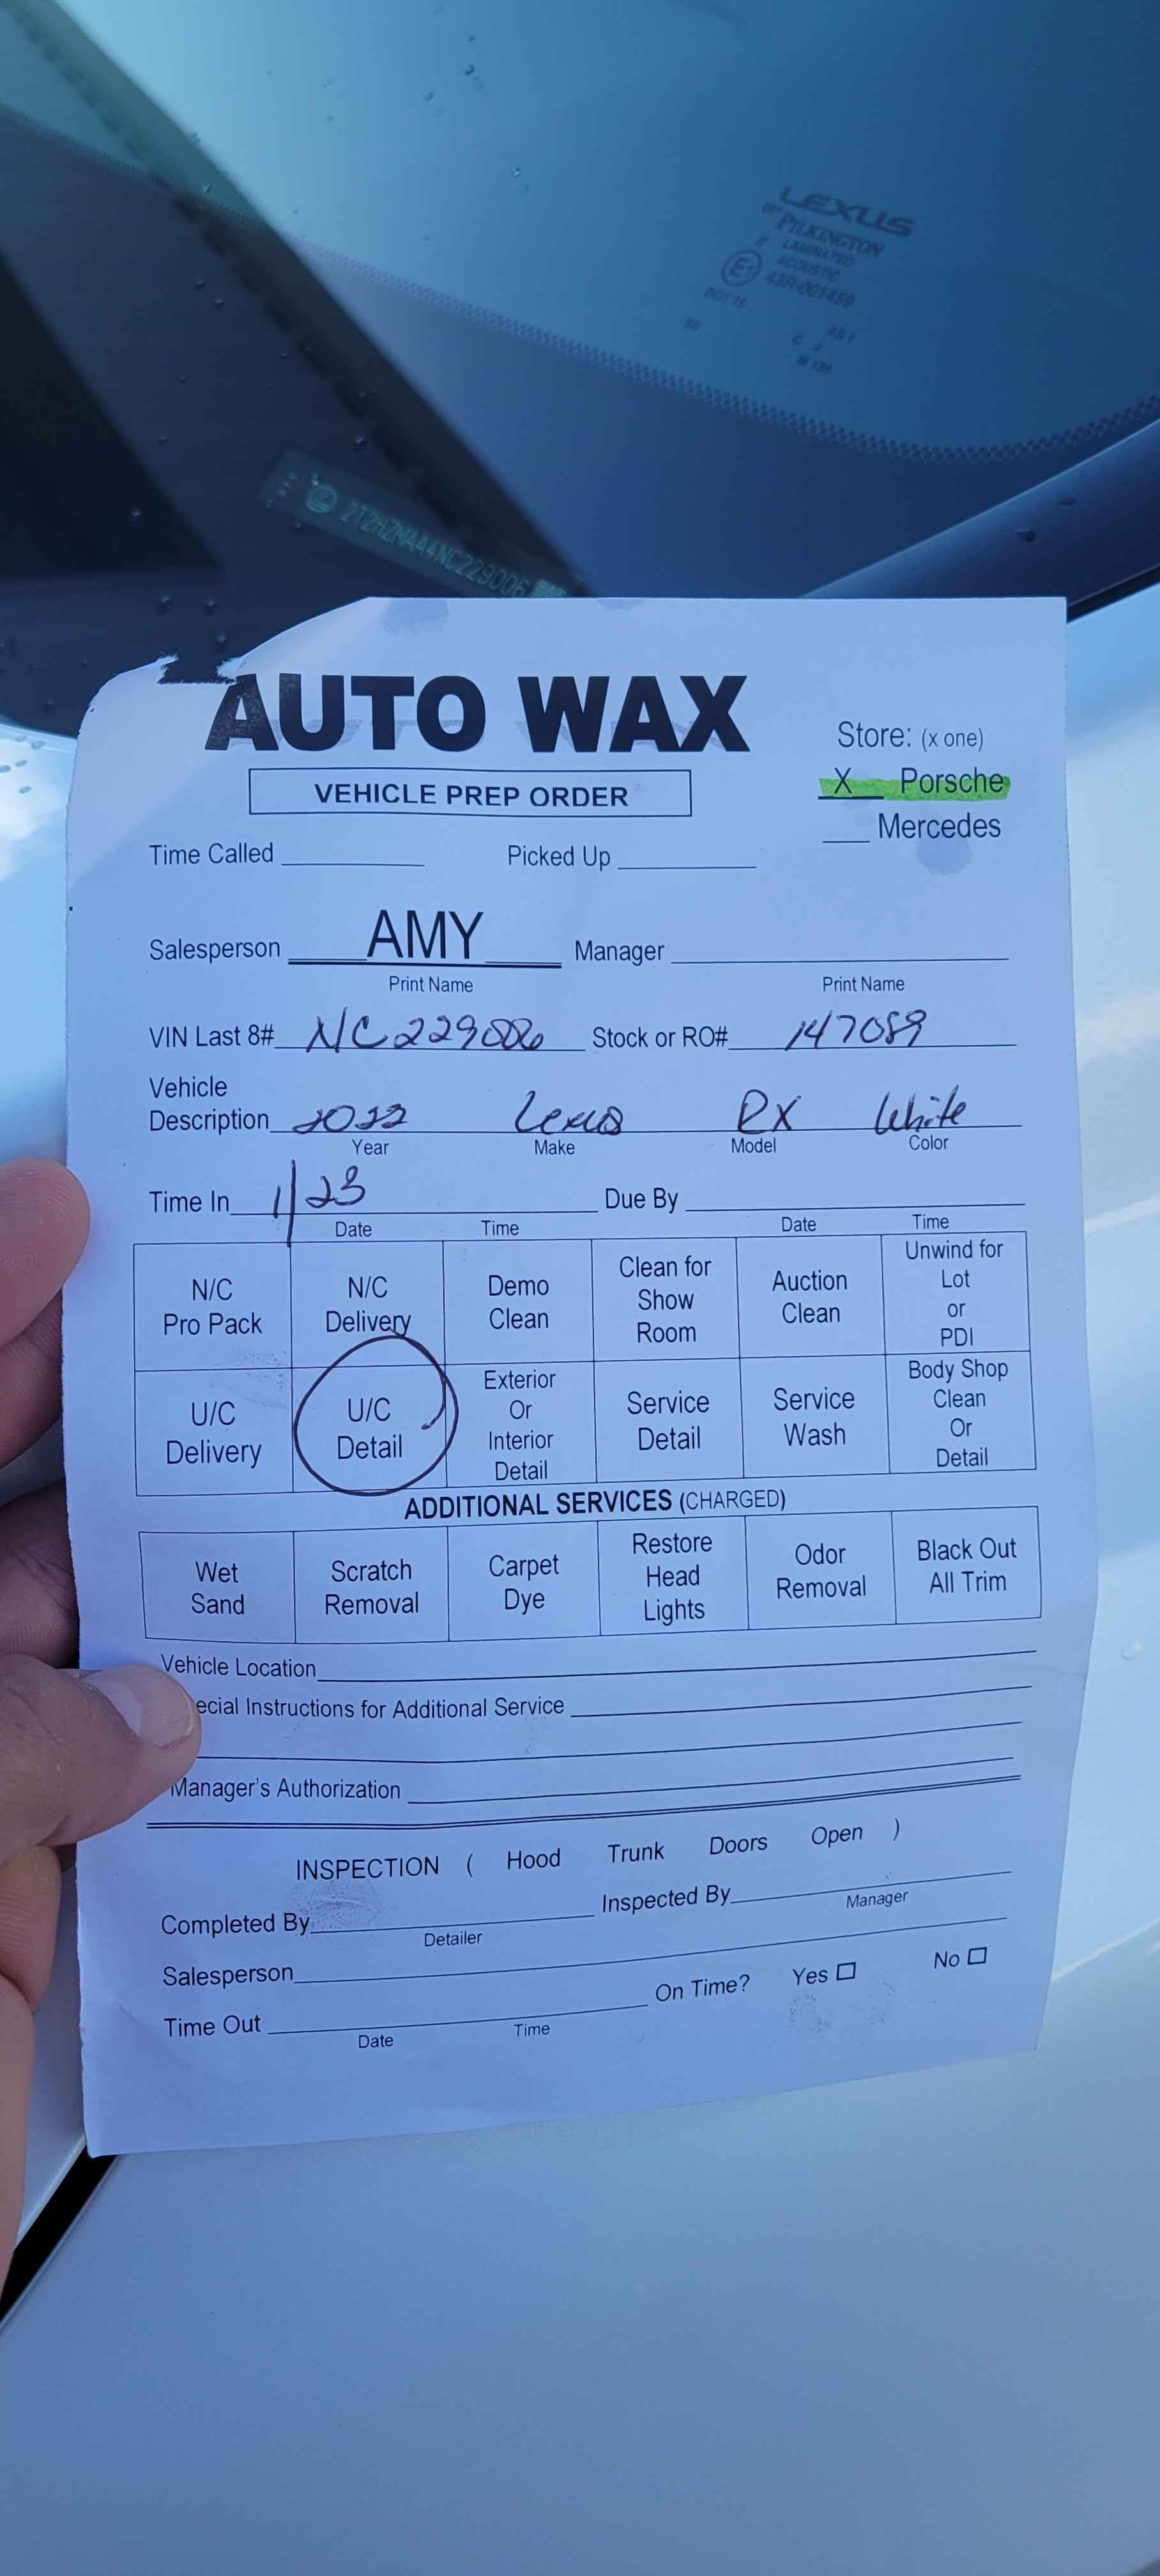 LEXUS
PILKINGTON
LAMINATED
ACOUSTIC
E1 43R-001459
DOT
AS1
C J
M
2T2HZMAA4NC229006
AUTO WAX
VEHICLE PREP ORDER
Store: (x one)
X Porsche
Mercedes
Time Called Picked Up
Salesperson AMY Manager
Print Name Print Name
VIN Last 8# NC229006 Stock or RO# 147089
Vehicle
Description 2022 Lexus RX White
Year Make Model Color
Time In 1/23 Due By
Date Time Date Time
N/C Pro Pack
N/C Delivery
Demo Clean
Clean for Show Room
Auction Clean
Unwind for Lot or PDI
U/C Delivery
U/C Detail
Exterior Or Interior Detail
Service Detail
Service Wash
Body Shop Clean Or Detail
ADDITIONAL SERVICES (CHARGED)
Wet Sand
Scratch Removal
Carpet Dye
Restore Head Lights
Odor Removal
Black Out All Trim
Vehicle Location
ecial Instructions for Additional Service
Manager's Authorization
INSPECTION ( Hood Trunk Doors Open )
Completed By Inspected By
Detailer Manager
Salesperson
On Time? Yes No
Time Out
Date Time